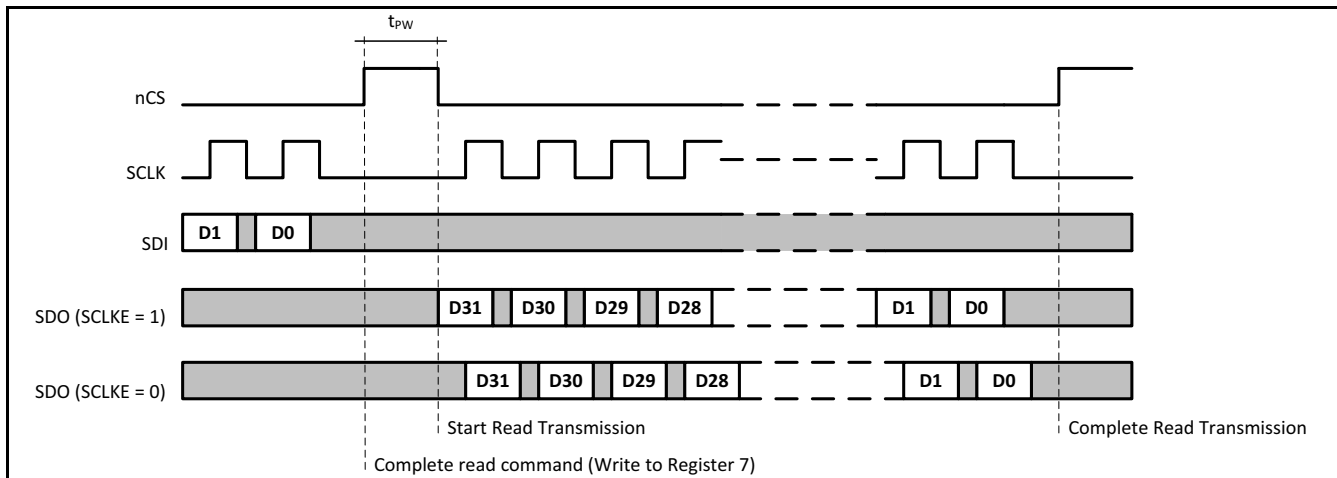 tPW
nCS
SCLK
SDI D1 D0
SDO (SCLKE = 1) D31 D30 D29 D28 D1 D0
SDO (SCLKE = 0) D31 D30 D29 D28 D1 D0
Start Read Transmission Complete Read Transmission
Complete read command (Write to Register 7)